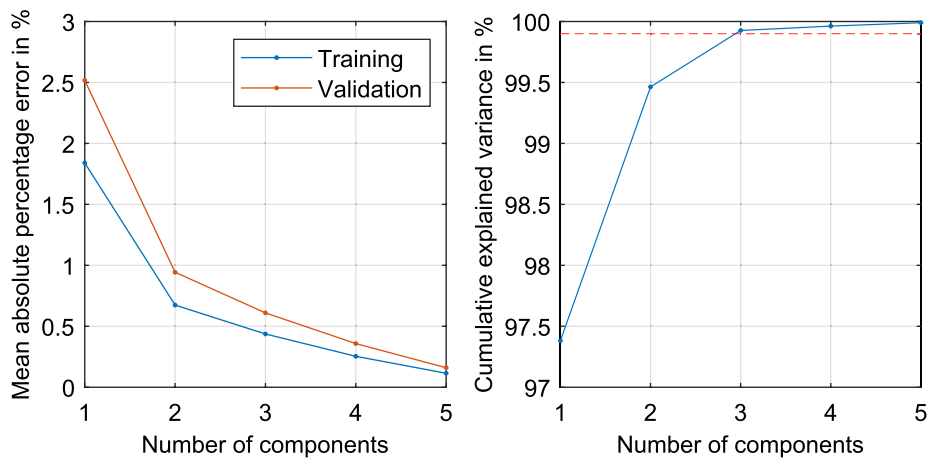 Mean absolute percentage error in %
3
2.5
2
1.5
1
0.5
0
Training
Validation
1 2 3 4 5
Number of components
Cumulative explained variance in %
100
99.5
99
98.5
98
97.5
97
1 2 3 4 5
Number of components